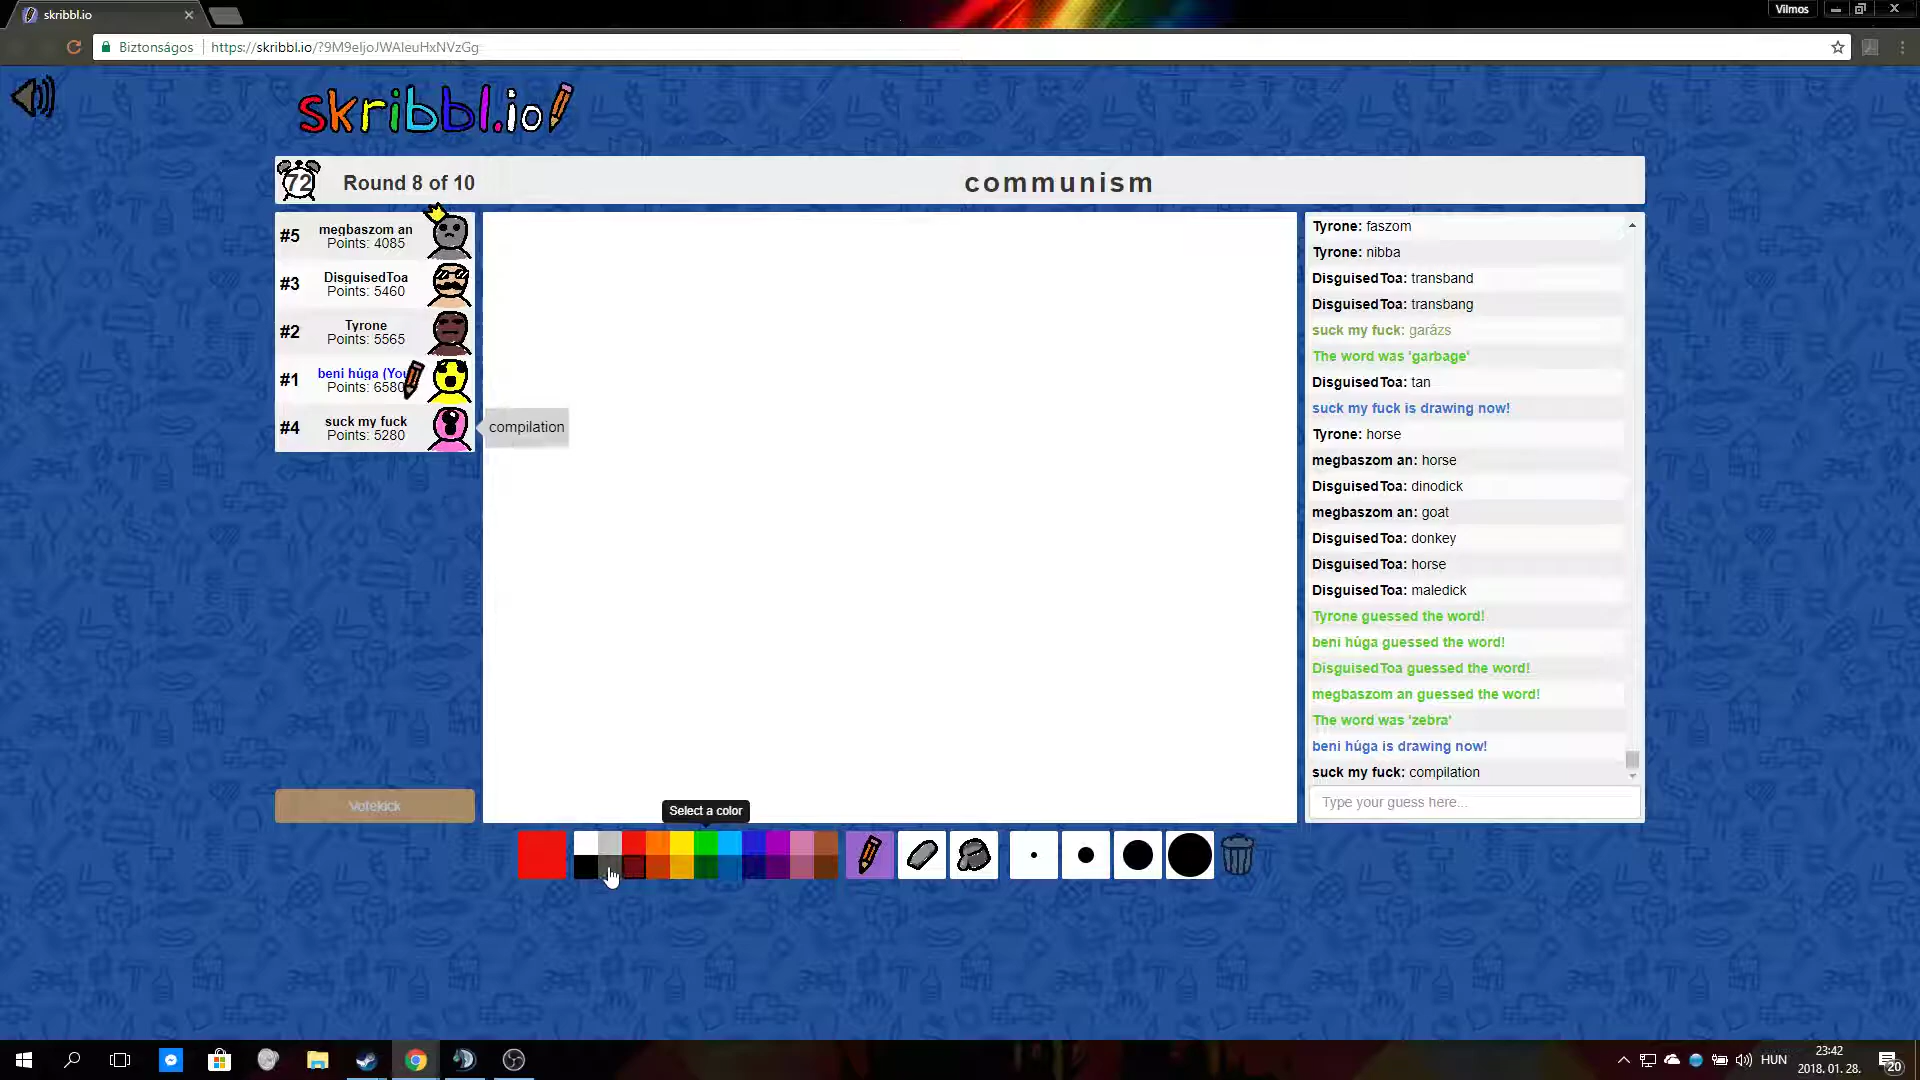 skribbl.io
Vilmos
Biztonságos
https://skribbl.io/?9M9eIjoJWAleuHxNVzGg
skribbl.io
72
Round 8 of 10
communism
#5
megbaszom an
Points: 4085
#3
DisguisedToa
Points: 5460
#2
Tyrone
Points: 5565
#1
beni húga (You
Points: 6580
#4
suck my fuck
Points: 5280
compilation
Votekick
Select a color
Tyrone: faszom
Tyrone: nibba
DisguisedToa: transband
DisguisedToa: transbang
suck my fuck: garázs
The word was 'garbage'
DisguisedToa: tan
suck my fuck is drawing now!
Tyrone: horse
megbaszom an: horse
DisguisedToa: dinodick
megbaszom an: goat
DisguisedToa: donkey
DisguisedToa: horse
DisguisedToa: maledick
Tyrone guessed the word!
beni húga guessed the word!
DisguisedToa guessed the word!
megbaszom an guessed the word!
The word was 'zebra'
beni húga is drawing now!
suck my fuck: compilation
Type your guess here...
HUN
23:42
2018. 01. 28.
20